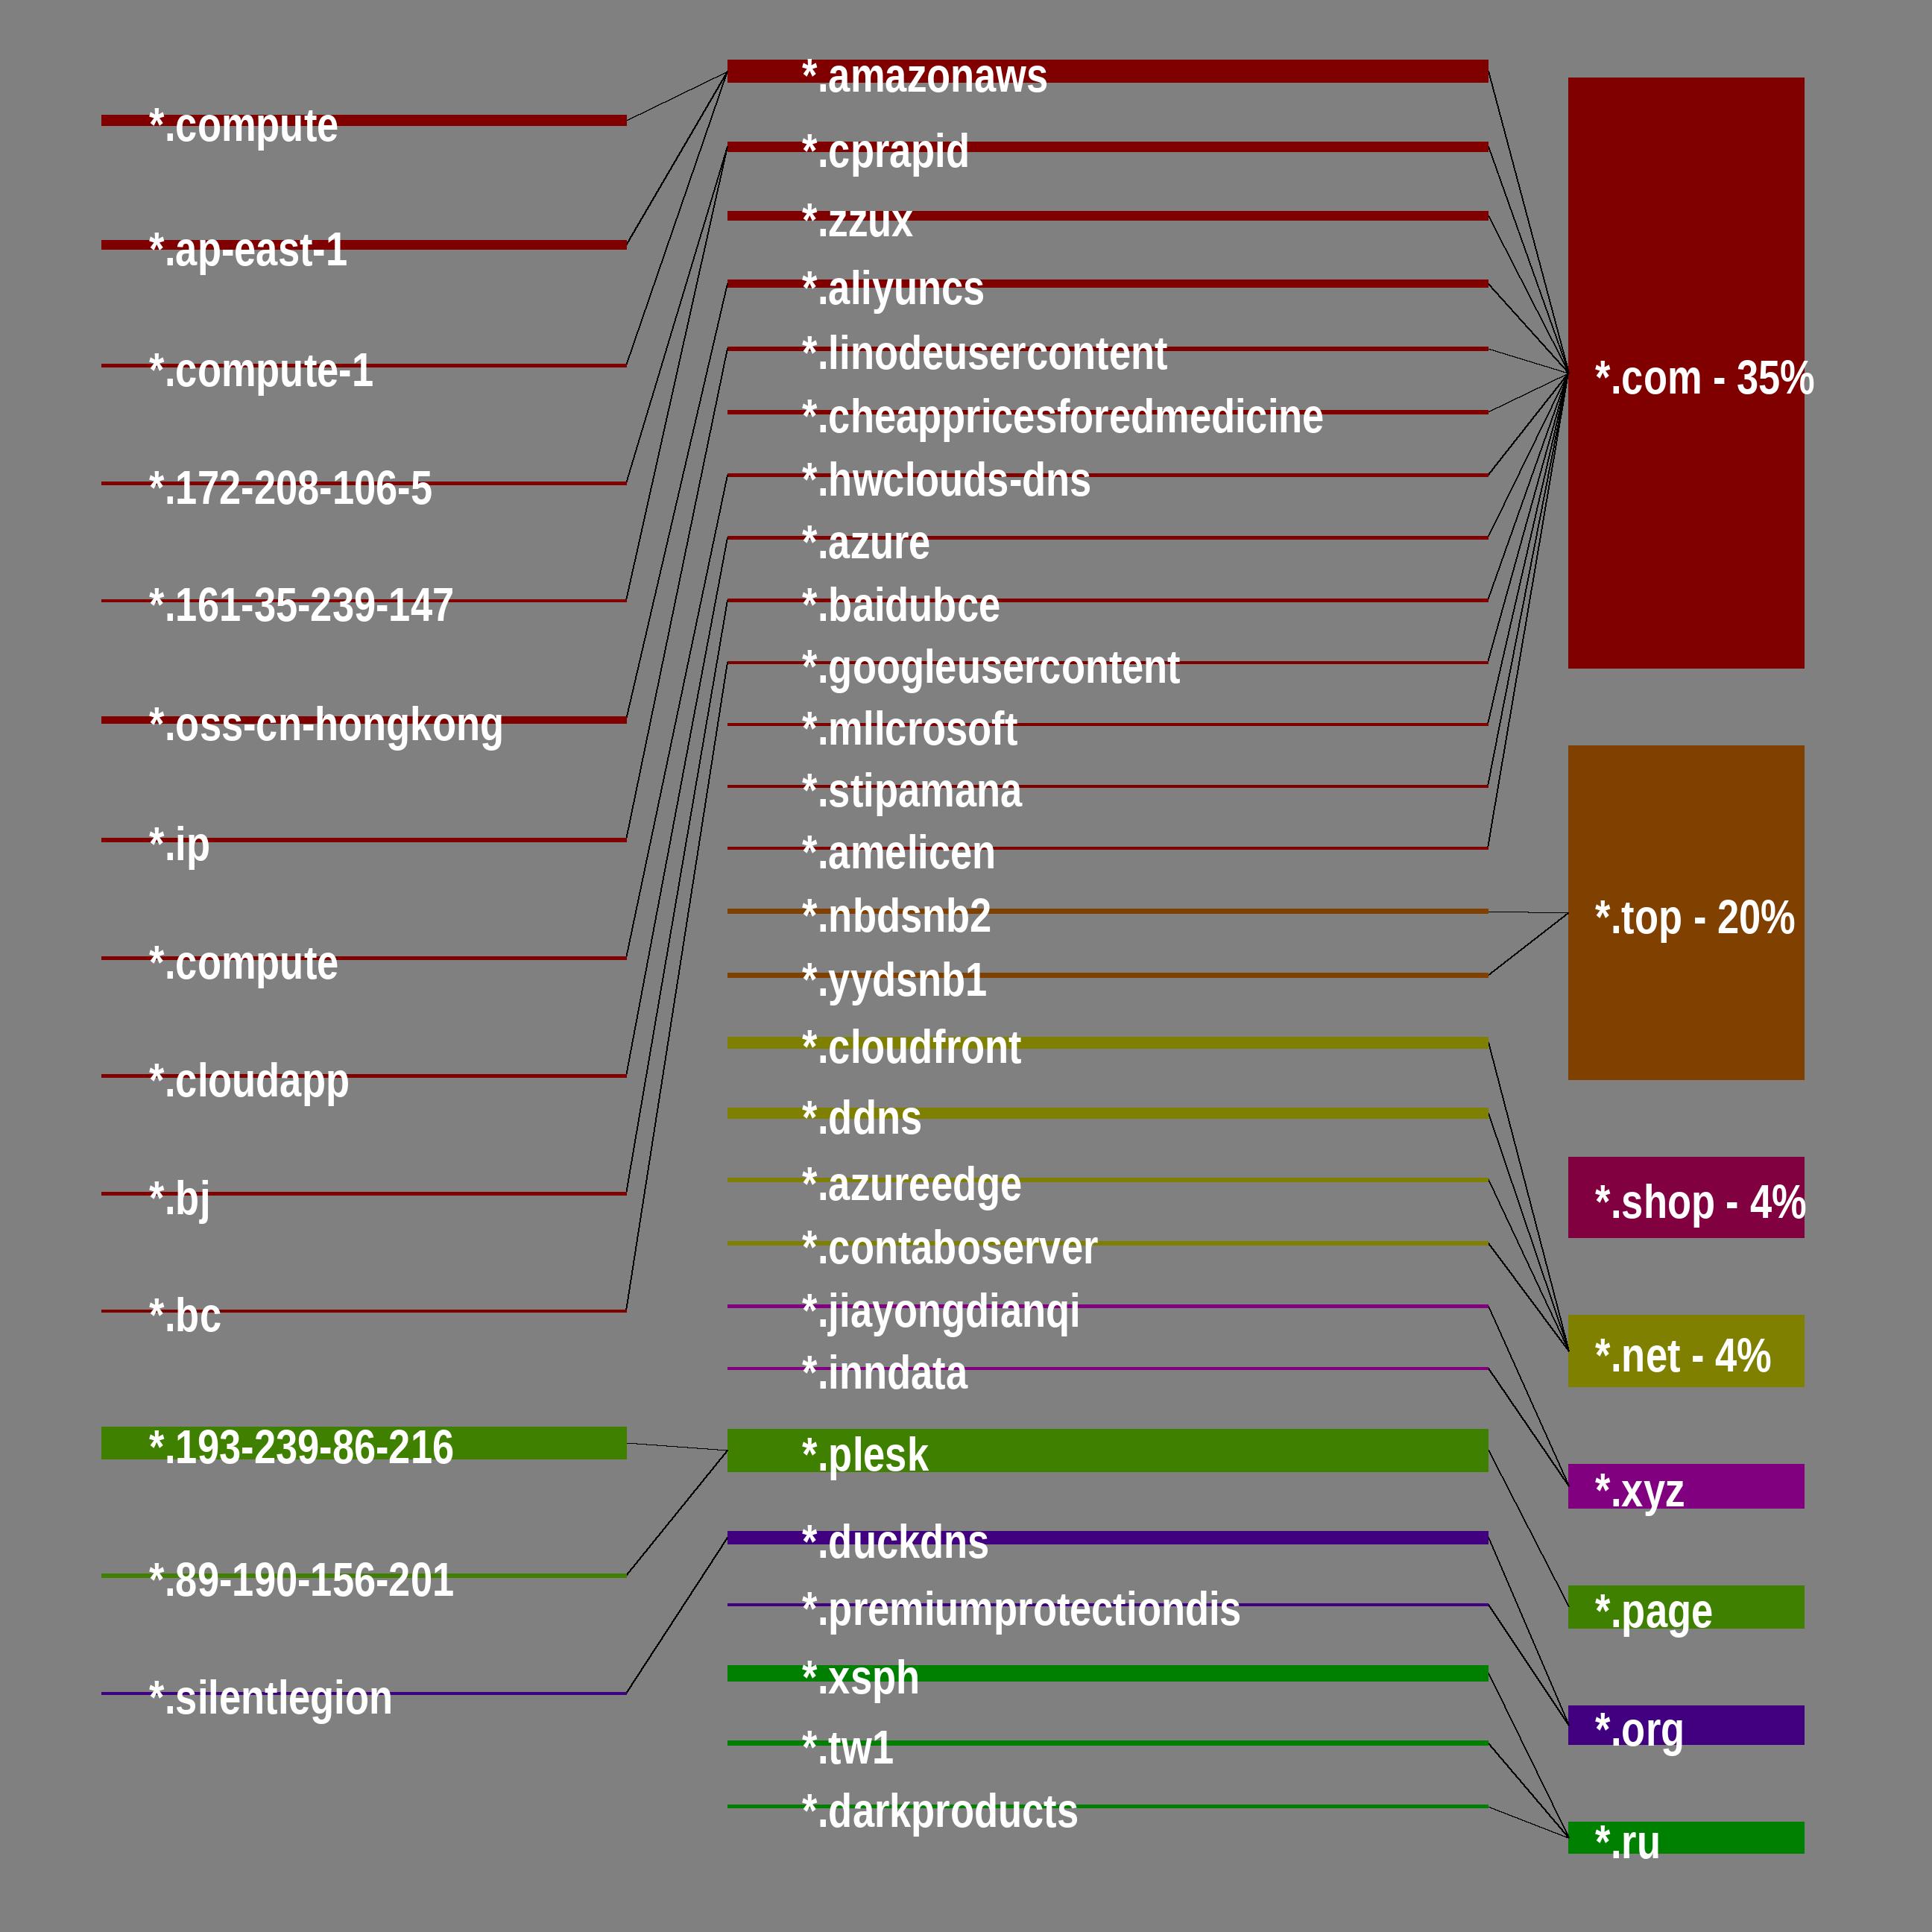 *.compute
*.ap-east-1
*.compute-1
*.172-208-106-5
*.161-35-239-147
*.oss-cn-hongkong
*.ip
*.compute
*.cloudapp
*.bj
*.bc
*.193-239-86-216
*.89-190-156-201
*.silentlegion
*.amazonaws
*.cprapid
*.zzux
*.aliyuncs
*.linodeusercontent
*.cheappricesforedmedicine
*.hwclouds-dns
*.azure
*.baidubce
*.googleusercontent
*.mllcrosoft
*.stipamana
*.amelicen
*.nbdsnb2
*.yydsnb1
*.cloudfront
*.ddns
*.azureedge
*.contaboserver
*.jiayongdianqi
*.inndata
*.plesk
*.duckdns
*.premiumprotectiondis
*.xsph
*.tw1
*.darkproducts
*.com - 35%
*.top - 20%
*.shop - 4%
*.net - 4%
*.xyz
*.page
*.org
*.ru